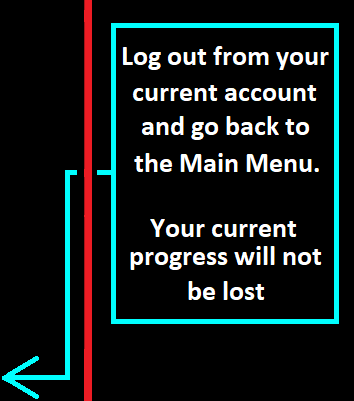 Log out from your
current account
and go back to
the Main Menu.
Your current
progress will not
be lost